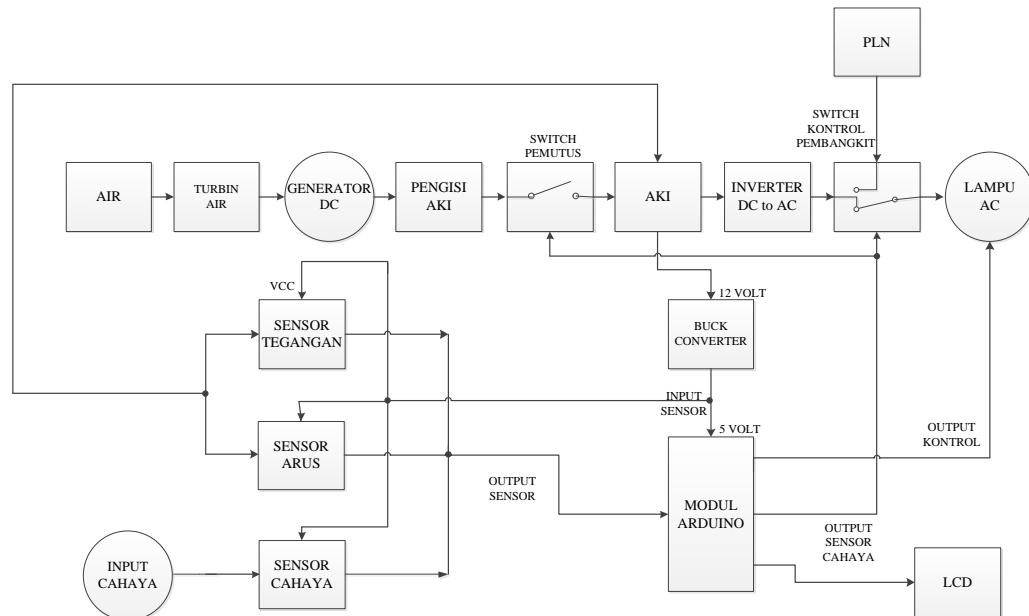 PLN
SWITCH
KONTROL
PEMBANGKIT
SWITCH
PEMUTUS
AIR
TURBIN
AIR
GENERATOR
DC
PENGISI
AKI
AKI
INVERTER
DC to AC
LAMPU
AC
VCC
SENSOR
TEGANGAN
12 VOLT
BUCK
CONVERTER
INPUT
SENSOR
5 VOLT
SENSOR
ARUS
OUTPUT
SENSOR
MODUL
ARDUINO
OUTPUT
KONTROL
OUTPUT
SENSOR
CAHAYA
INPUT
CAHAYA
SENSOR
CAHAYA
LCD